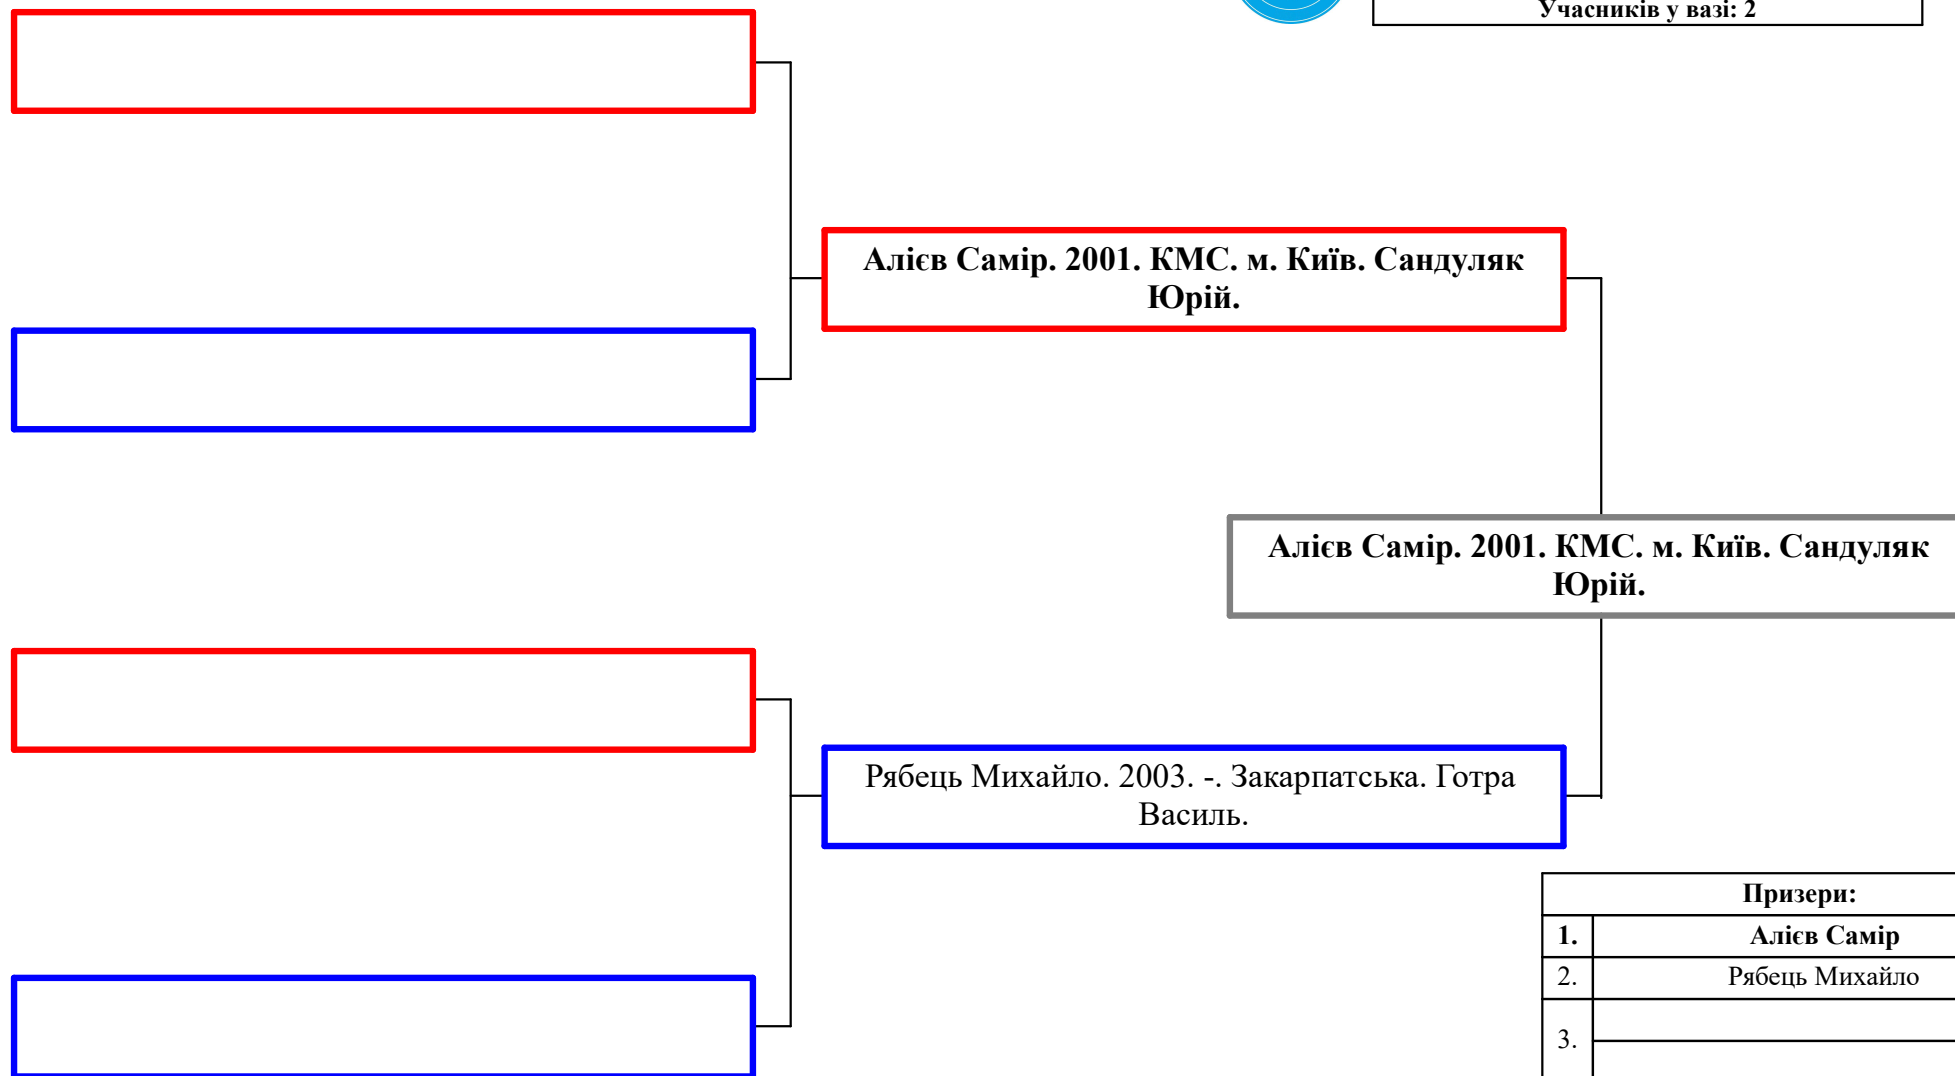 Учасників у вазі: 2
Алієв Самір. 2001. КМС. м. Київ. Сандуляк
Юрій.
Алієв Самір. 2001. КМС. м. Київ. Сандуляк
Юрій.
Рябець Михайло. 2003. -. Закарпатська. Готра
Василь.
Призери:
1. Алієв Самір
2. Рябець Михайло
3.